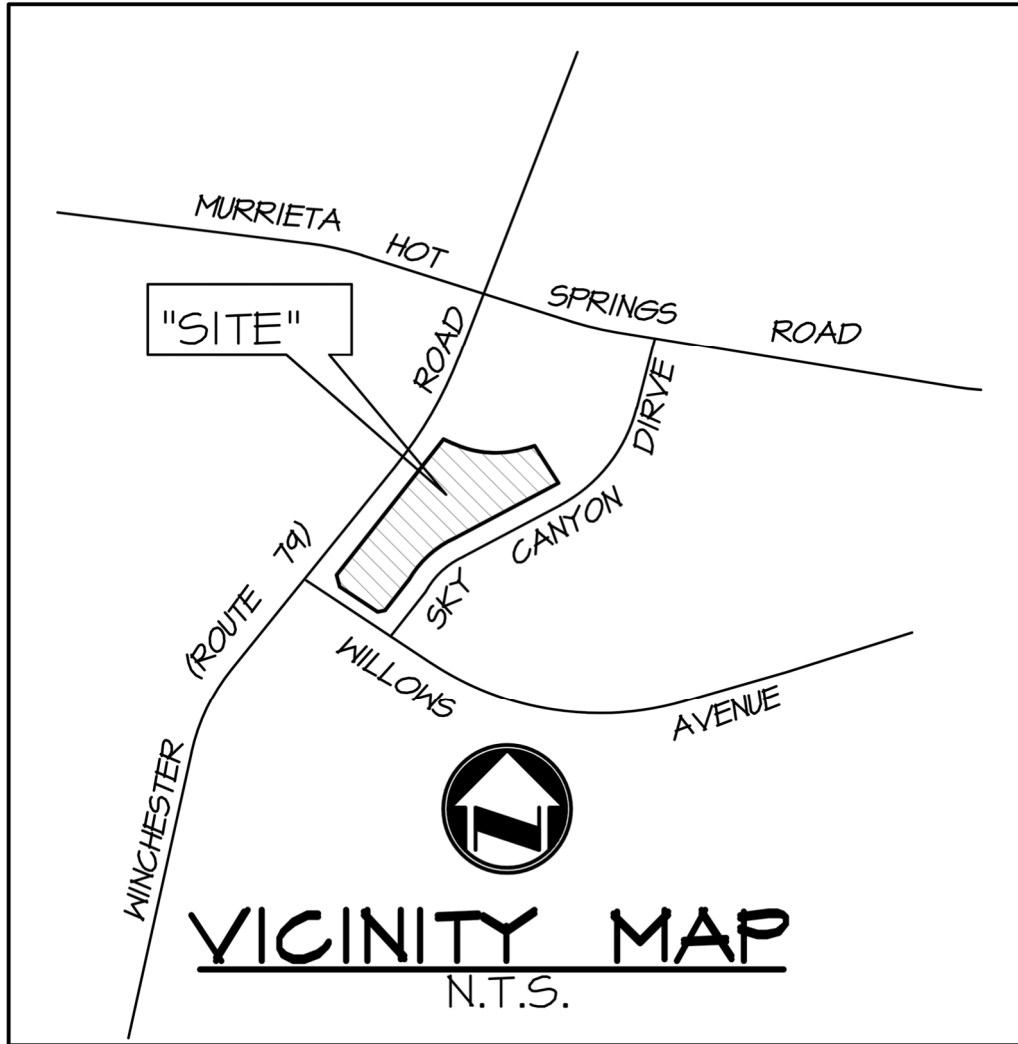 MURRIETA HOT SPRINGS ROAD
"SITE"
WINCHESTER (ROUTE 79) ROAD
SKY CANYON DIRVE
WILLOWS AVENUE
N
VICINITY MAP
N.T.S.